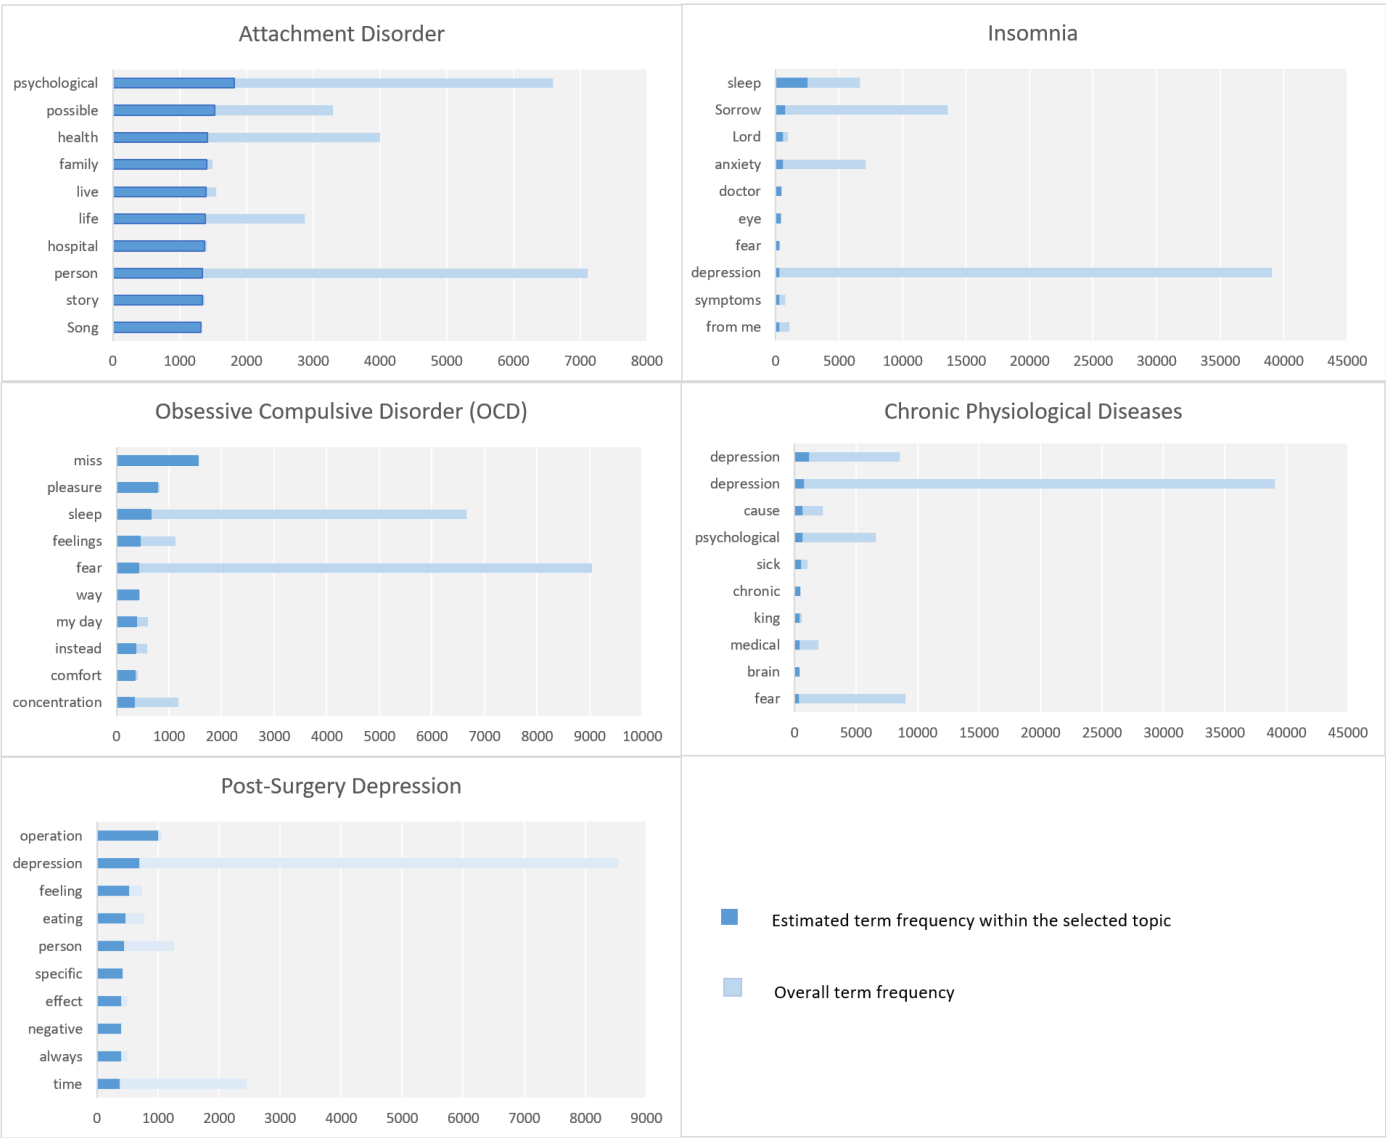 Attachment Disorder
psychological
possible
health
family
live
life
hospital
person
story
Song
0 1000 2000 3000 4000 5000 6000 7000 8000
Insomnia
sleep
Sorrow
Lord
anxiety
doctor
eye
fear
depression
symptoms
from me
0 5000 10000 15000 20000 25000 30000 35000 40000 45000
Obsessive Compulsive Disorder (OCD)
miss
pleasure
sleep
feelings
fear
way
my day
instead
comfort
concentration
0 1000 2000 3000 4000 5000 6000 7000 8000 9000 10000
Chronic Physiological Diseases
depression
depression
cause
psychological
sick
chronic
king
medical
brain
fear
0 5000 10000 15000 20000 25000 30000 35000 40000 45000
Post-Surgery Depression
operation
depression
feeling
eating
person
specific
effect
negative
always
time
0 1000 2000 3000 4000 5000 6000 7000 8000 9000
Estimated term frequency within the selected topic
Overall term frequency